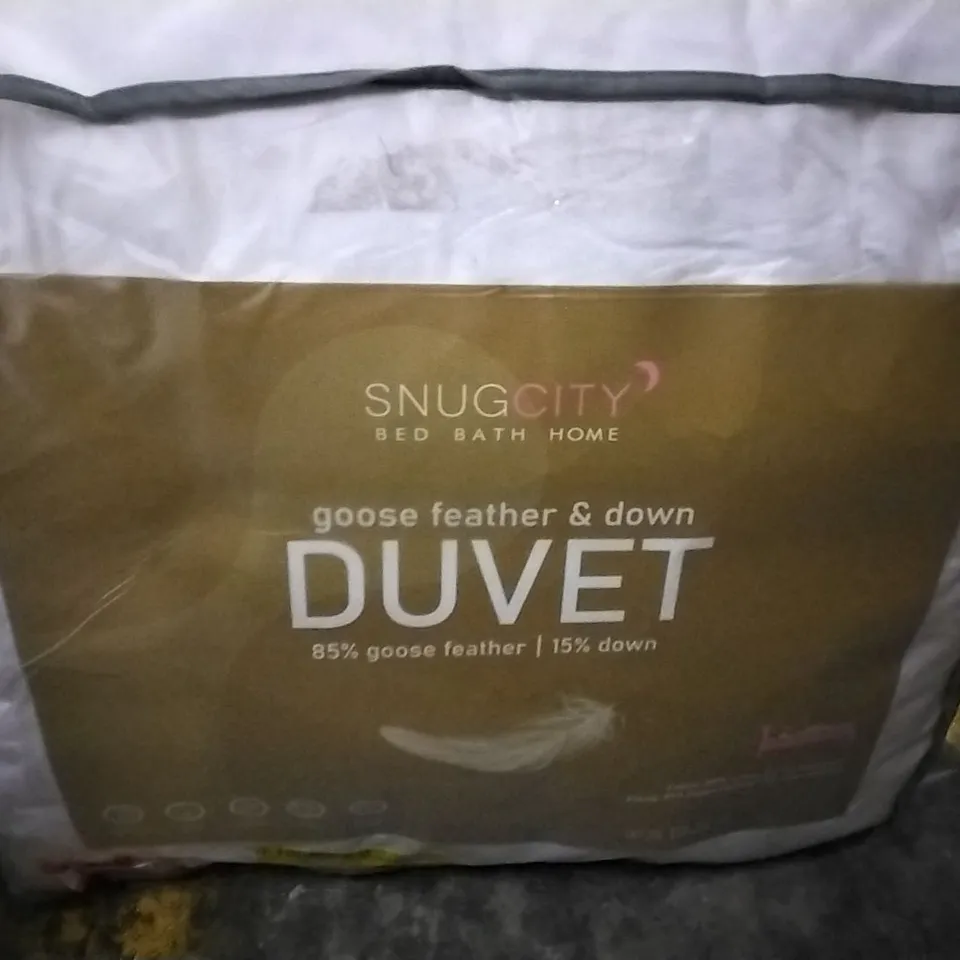 SNUGCITY
BED BATH HOME
goose feather & down
DUVET
85% goose feather | 15% down